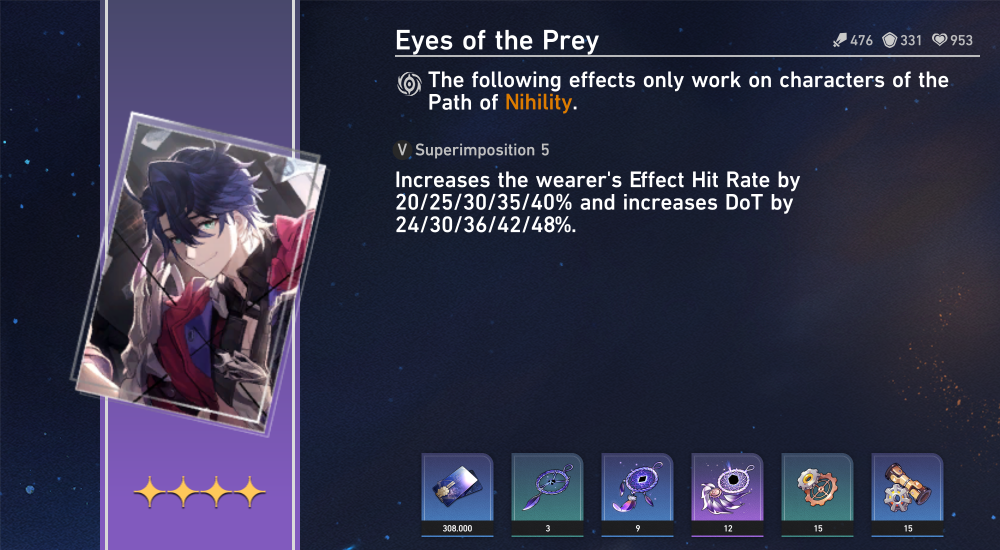 Eyes of the Prey
476 331 953
The following effects only work on characters of the
Path of Nihility.
V Superimposition 5
Increases the wearer's Effect Hit Rate by
20/25/30/35/40% and increases DoT by
24/30/36/42/48%.
308.000 3 9 12 15 15